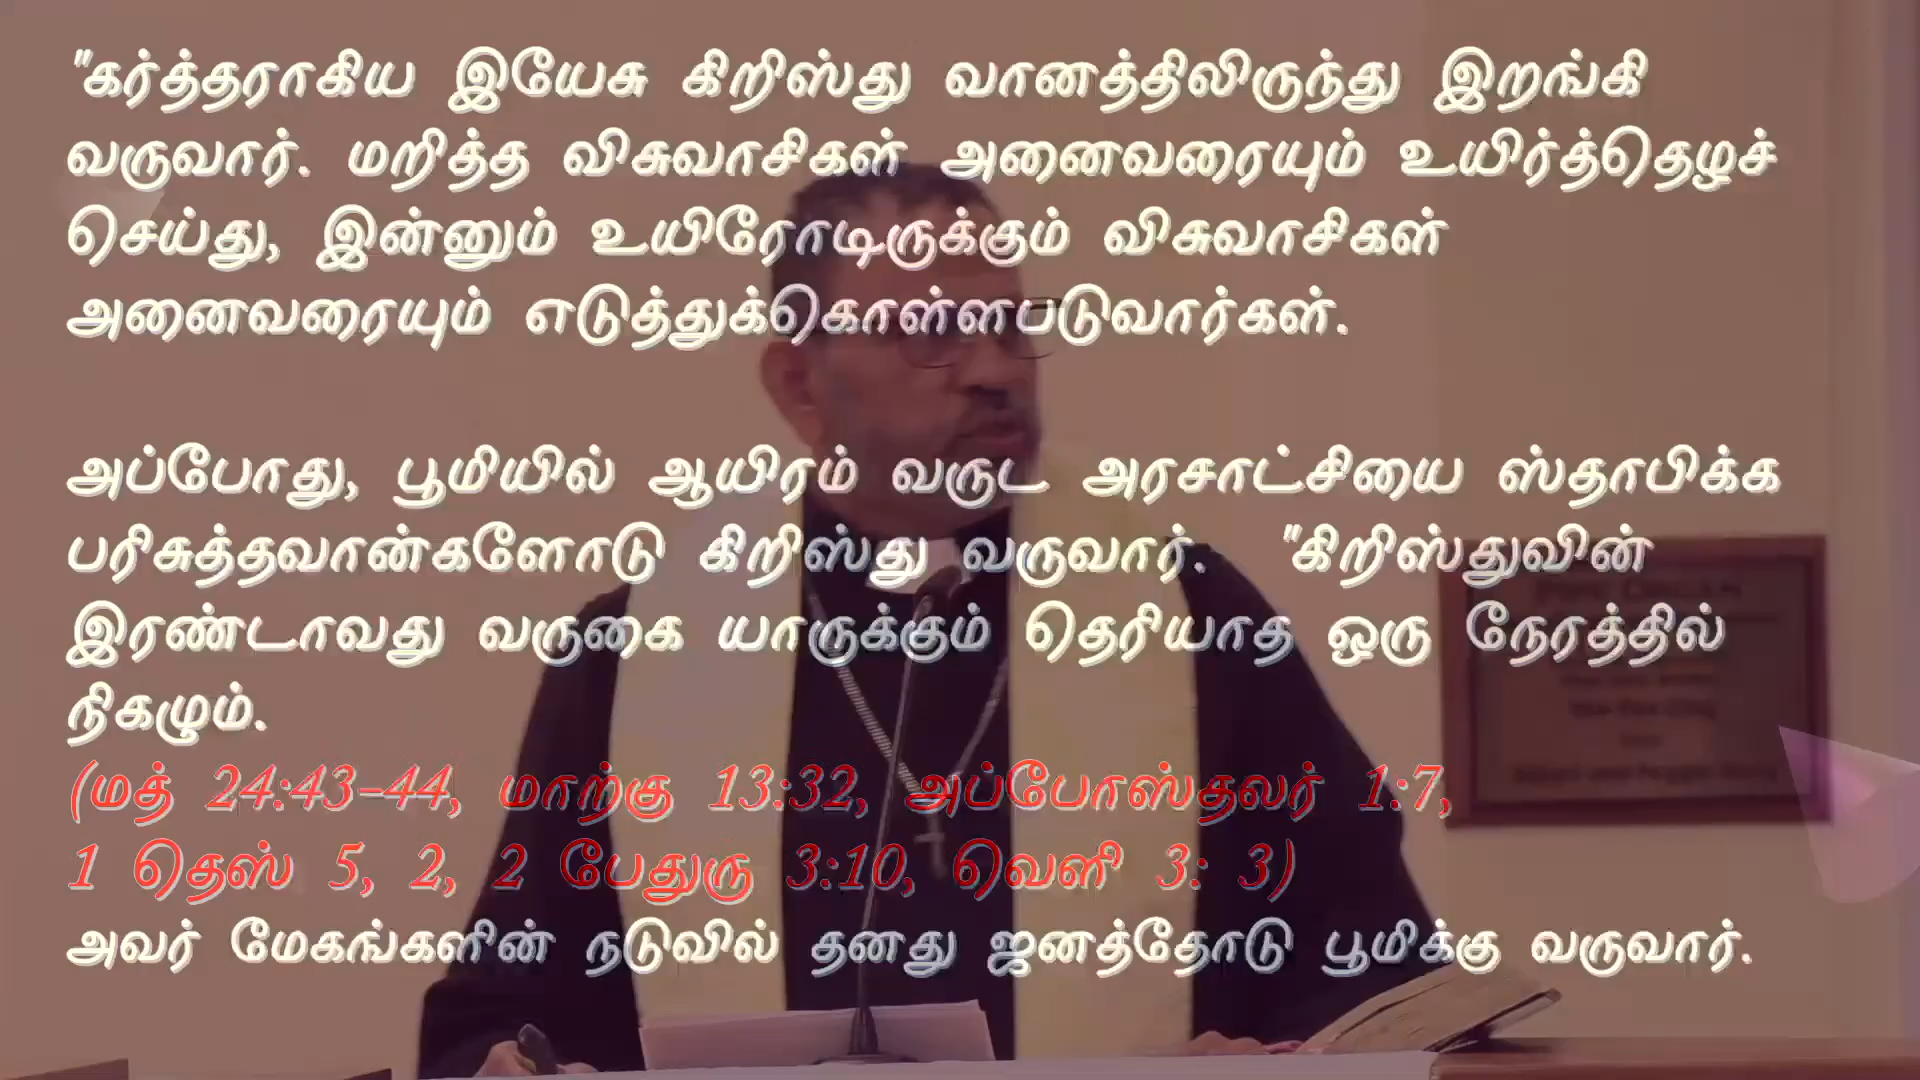 "கர்த்தராகிய இயேசு கிறிஸ்து வானத்திலிருந்து இறங்கி
வருவார். மறித்த விசுவாசிகள் அனைவரையும் உயிர்த்தெழச்
செய்து, இன்னும் உயிரோடிருக்கும் விசுவாசிகள்
அனைவரையும் எடுத்துக்கொள்ளபடுவார்கள்.
அப்போது, பூமியில் ஆயிரம் வருட அரசாட்சியை ஸ்தாபிக்க
பரிசுத்தவான்களோடு கிறிஸ்து வருவார். "கிறிஸ்துவின்
இரண்டாவது வருகை யாருக்கும் தெரியாத ஒரு நேரத்தில்
நிகழும்.
(மத் 24:43-44, மாற்கு 13:32, அப்போஸ்தலர் 1:7,
1 தெஸ் 5, 2, 2 பேதுரு 3:10, வெளி 3: 3)
அவர் மேகங்களின் நடுவில் தனது ஜனத்தோடு பூமிக்கு வருவார்.